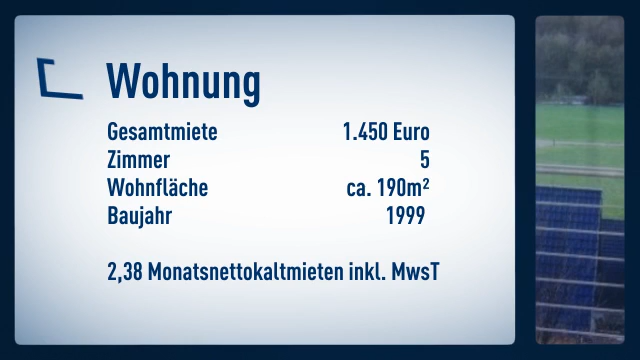 Wohnung
Gesamtmiete 1.450 Euro
Zimmer 5
Wohnfläche ca. 190m²
Baujahr 1999
2,38 Monatsnettokaltmieten inkl. MwsT